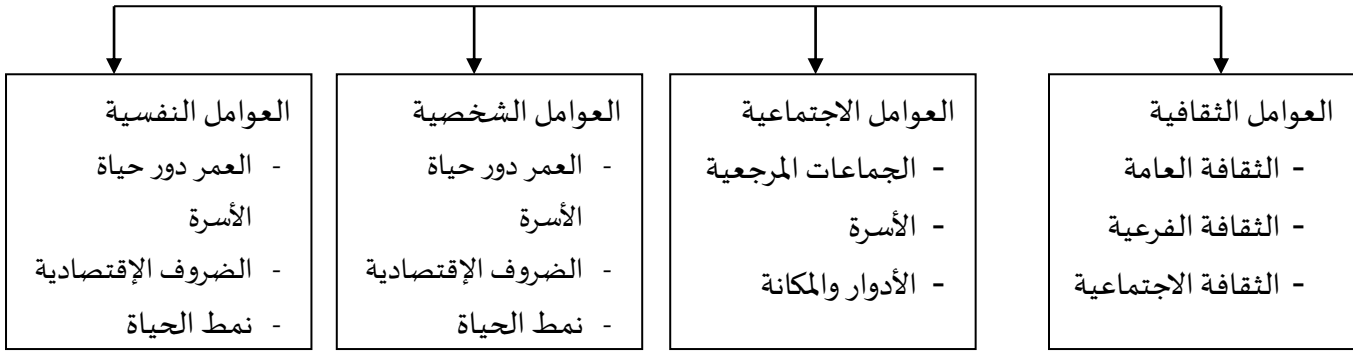 العوامل الثقافية
- الثقافة العامة
- الثقافة الفرعية
- الثقافة الاجتماعية
العوامل الاجتماعية
- الجماعات المرجعية
- الأسرة
- الأدوار والمكانة
العوامل الشخصية
- العمر دور حياة
الأسرة
- الضروف الإقتصادية
- نمط الحياة
العوامل النفسية
- العمر دور حياة
الأسرة
- الضروف الإقتصادية
- نمط الحياة